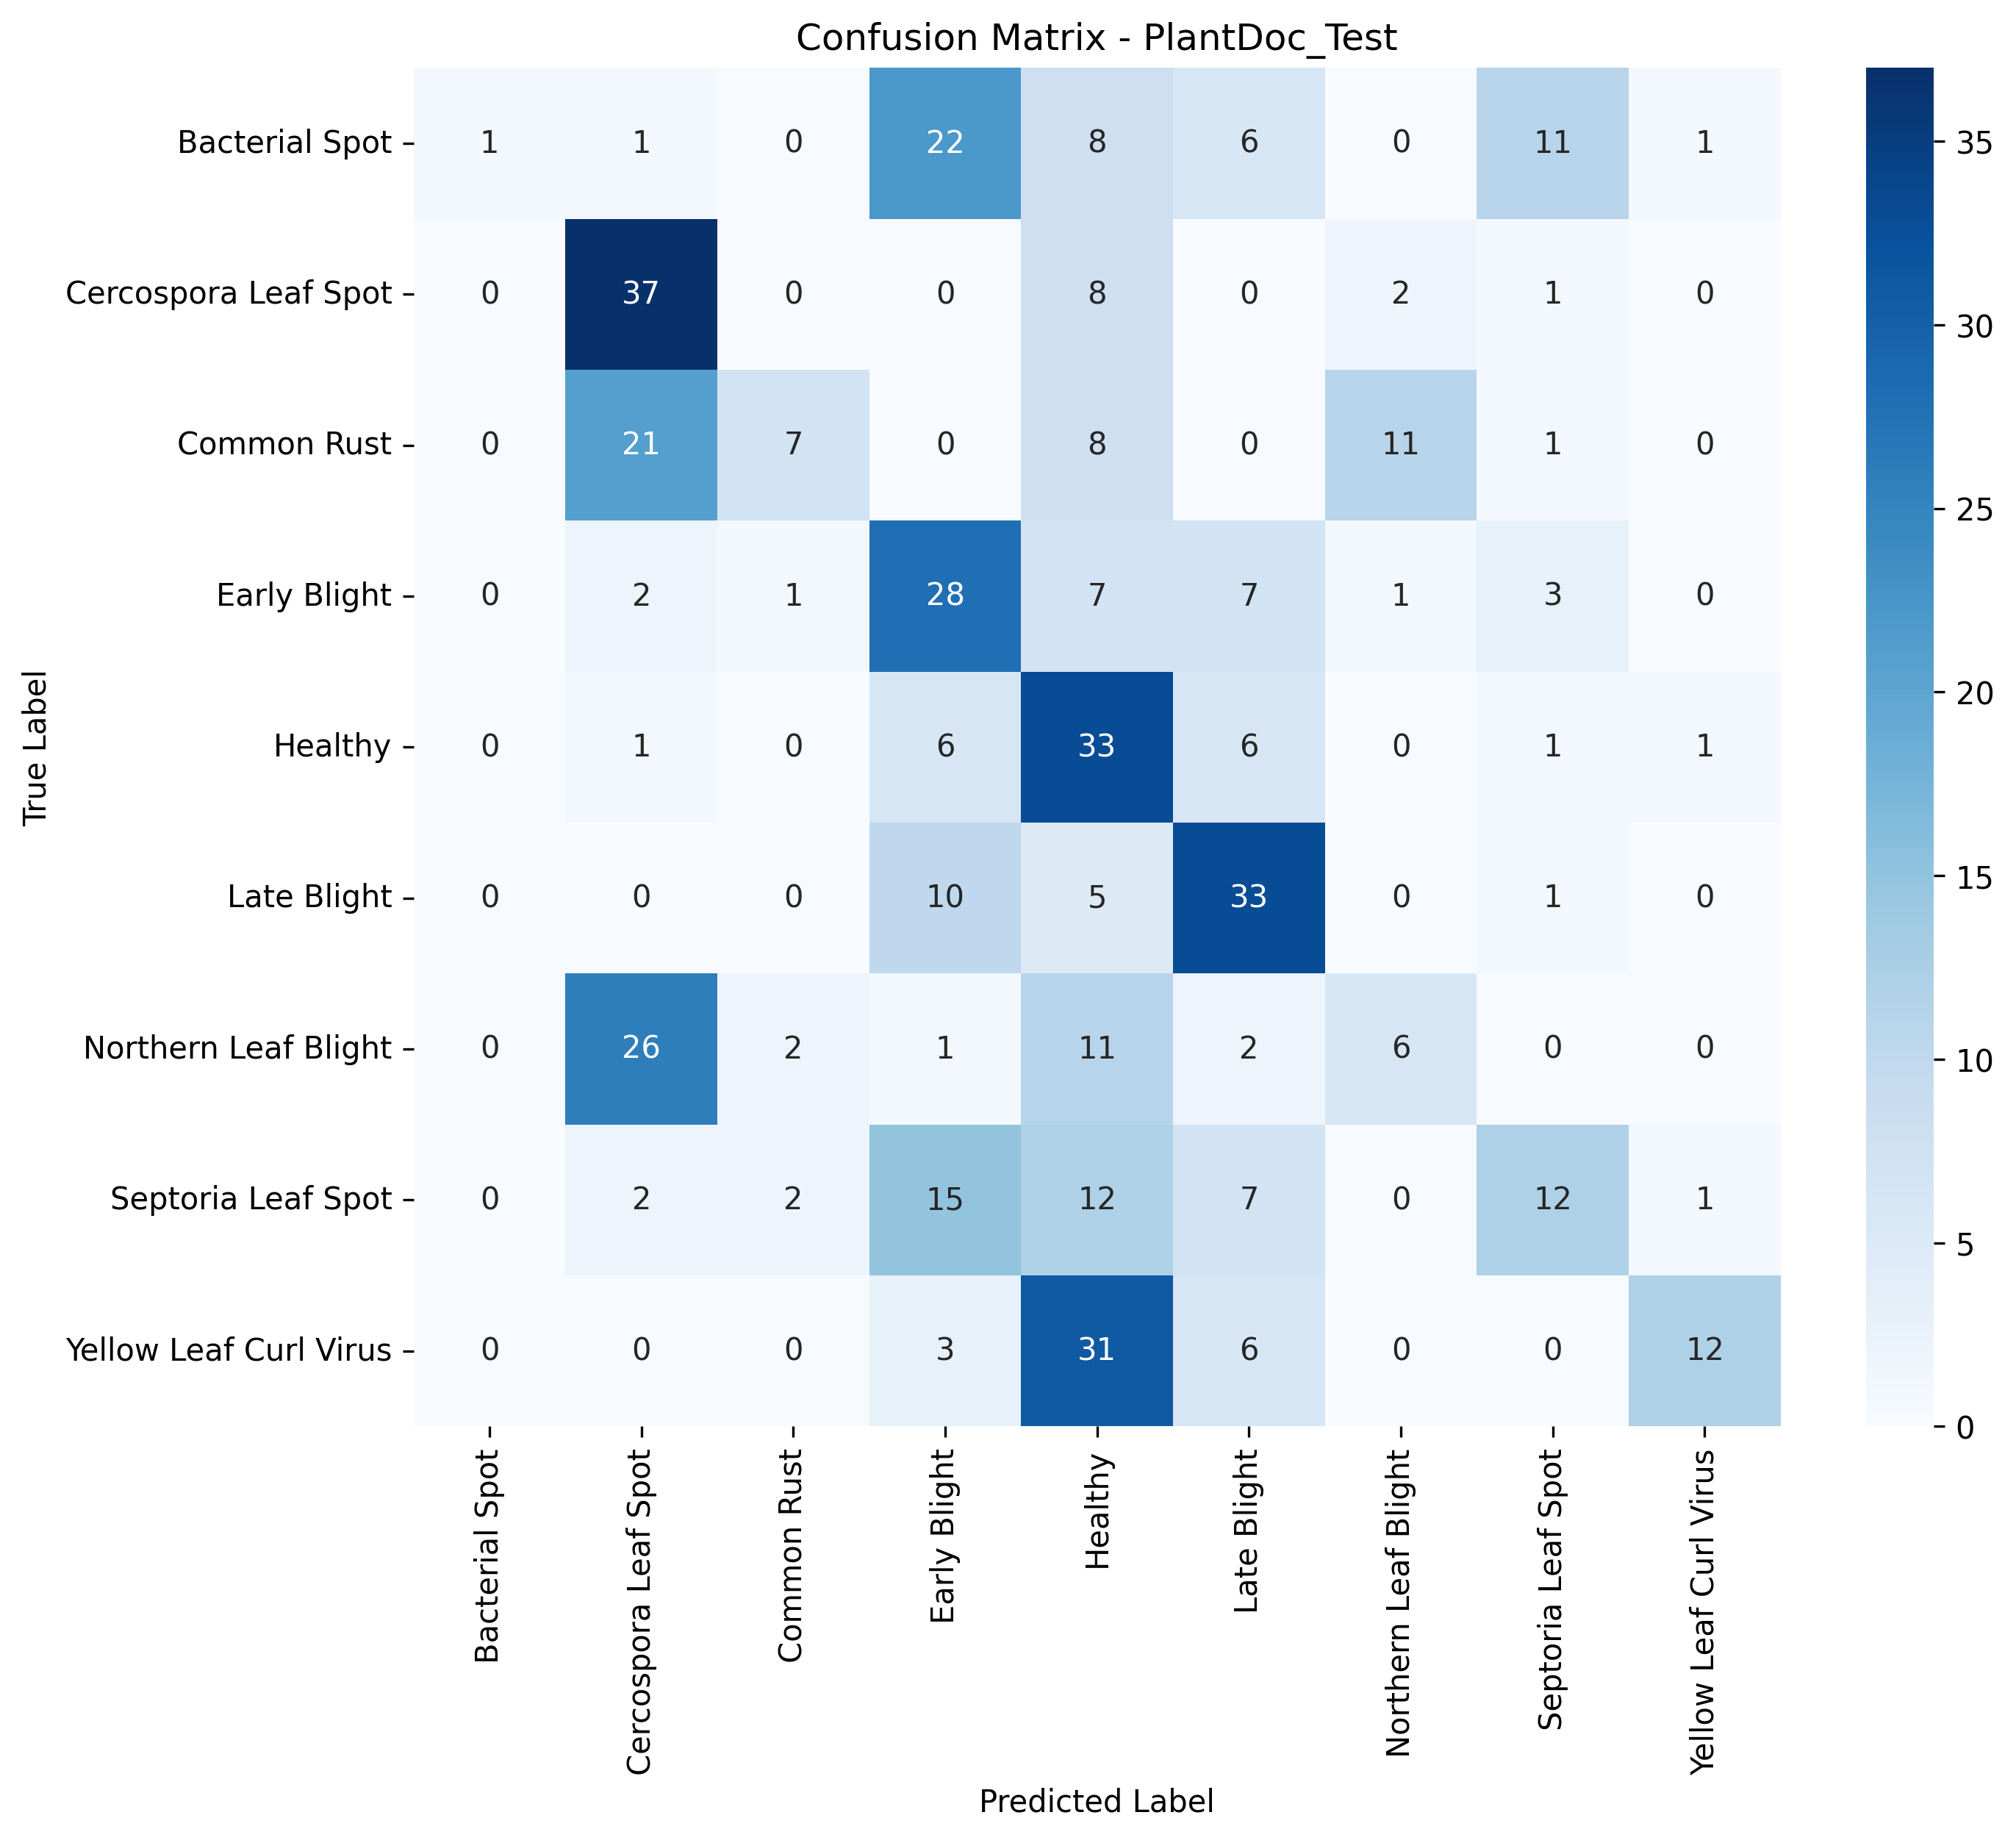 Confusion Matrix - PlantDoc_Test
True Label
Bacterial Spot 1 1 0 22 8 6 0 11 1
Cercospora Leaf Spot 0 37 0 0 8 0 2 1 0
Common Rust 0 21 7 0 8 0 11 1 0
Early Blight 0 2 1 28 7 7 1 3 0
Healthy 0 1 0 6 33 6 0 1 1
Late Blight 0 0 0 10 5 33 0 1 0
Northern Leaf Blight 0 26 2 1 11 2 6 0 0
Septoria Leaf Spot 0 2 2 15 12 7 0 12 1
Yellow Leaf Curl Virus 0 0 0 3 31 6 0 0 12
Bacterial Spot
Cercospora Leaf Spot
Common Rust
Early Blight
Healthy
Late Blight
Northern Leaf Blight
Septoria Leaf Spot
Yellow Leaf Curl Virus
Predicted Label
35
30
25
20
15
10
5
0